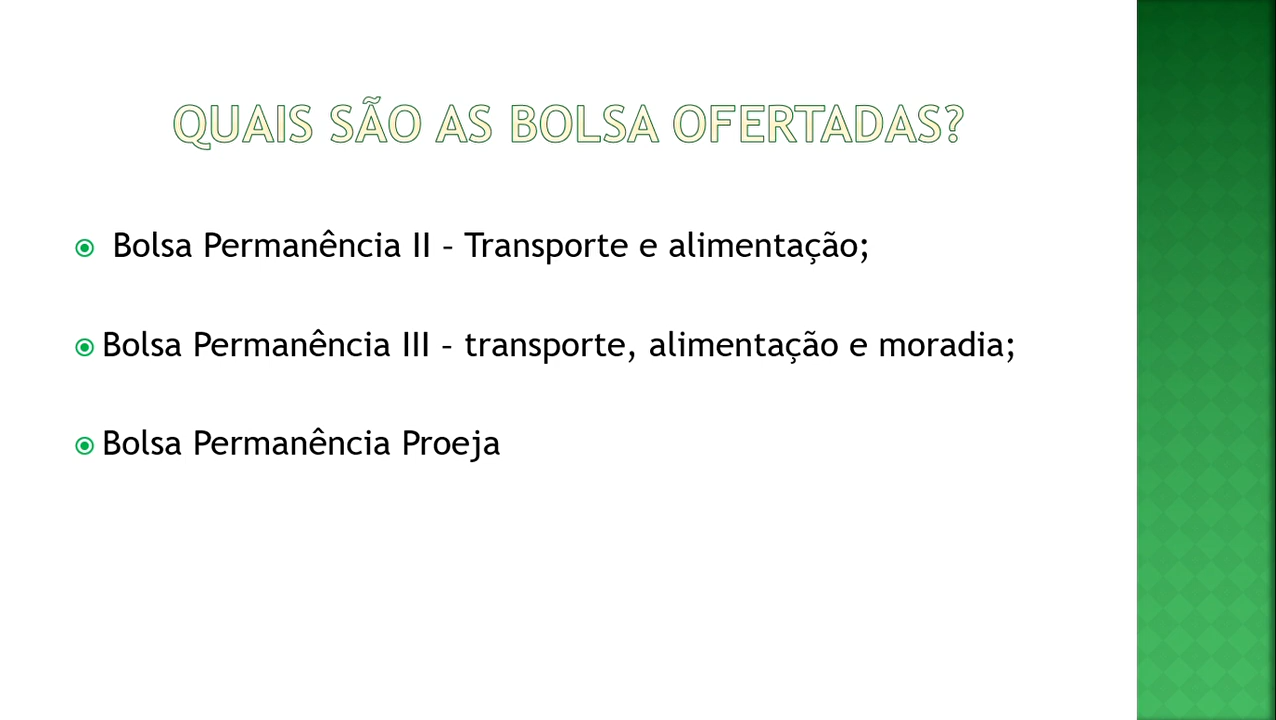 QUAIS SÃO AS BOLSA OFERTADAS?
Bolsa Permanência II – Transporte e alimentação;
Bolsa Permanência III – transporte, alimentação e moradia;
Bolsa Permanência Proeja